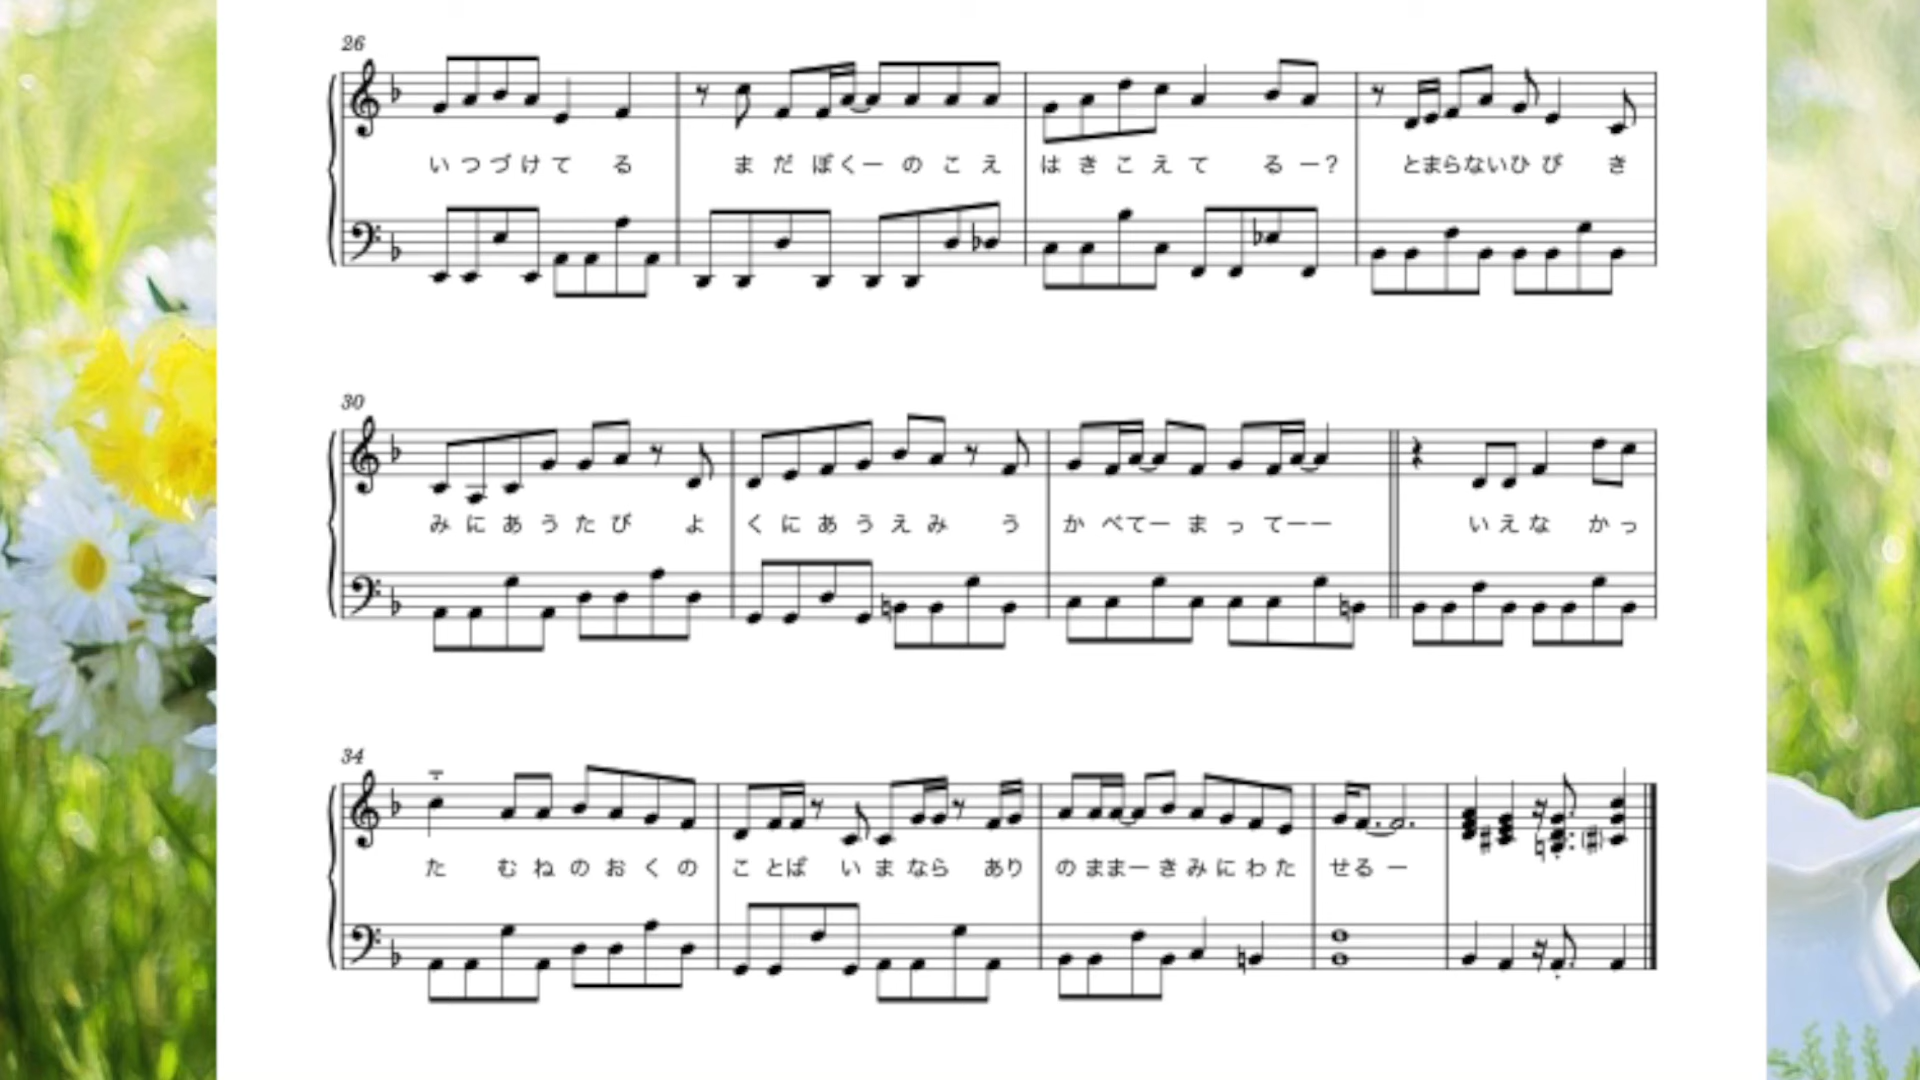 26
いつづけてる まだぼくーのこえ はきこえてるー? とまらないひびき
30
みにあうたび よくにあうえみ うかべてーまってーー いえなかっ
34
た むねのおくの ことば いまなら ありのままーきみにわたせるー